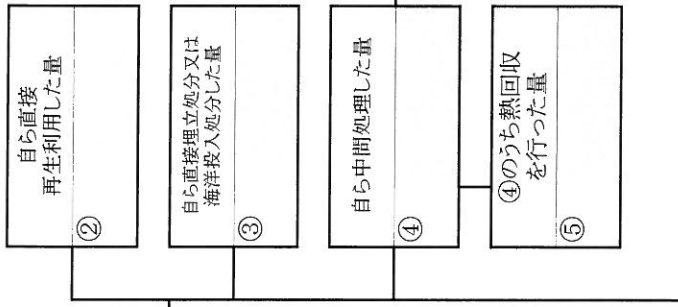 自ら直接
再生利用した量
②
自ら直接埋立処分又は
海洋投入処分した量
③
自ら中間処理した量
④
④のうち熱回収
を行った量
⑤